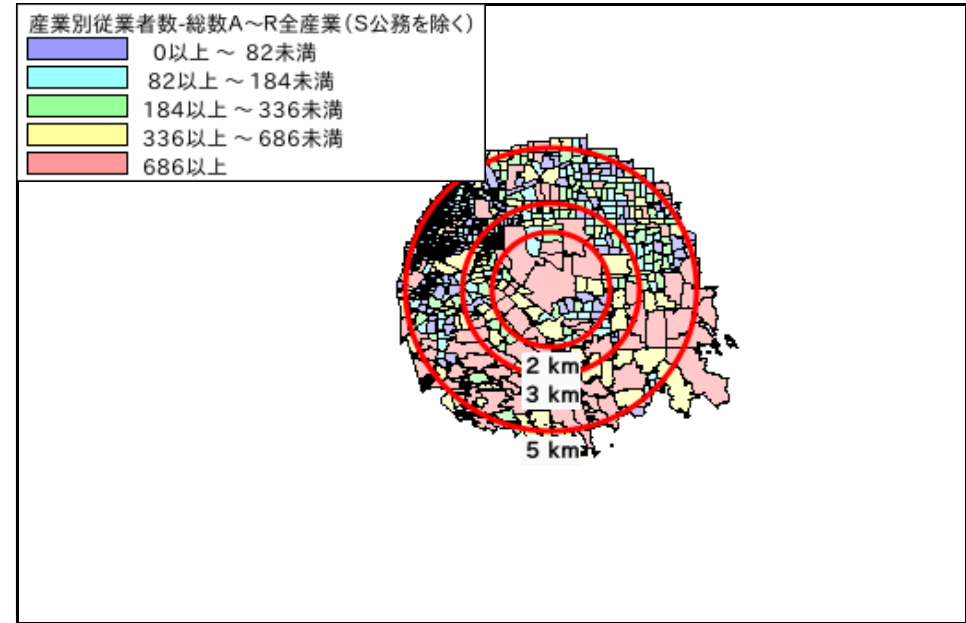 産業別従業者数-総数A～R全産業(S公務を除く)
0以上 ～ 82未満
82以上 ～ 184未満
184以上 ～ 336未満
336以上 ～ 686未満
686以上
2 km
3 km
5 km